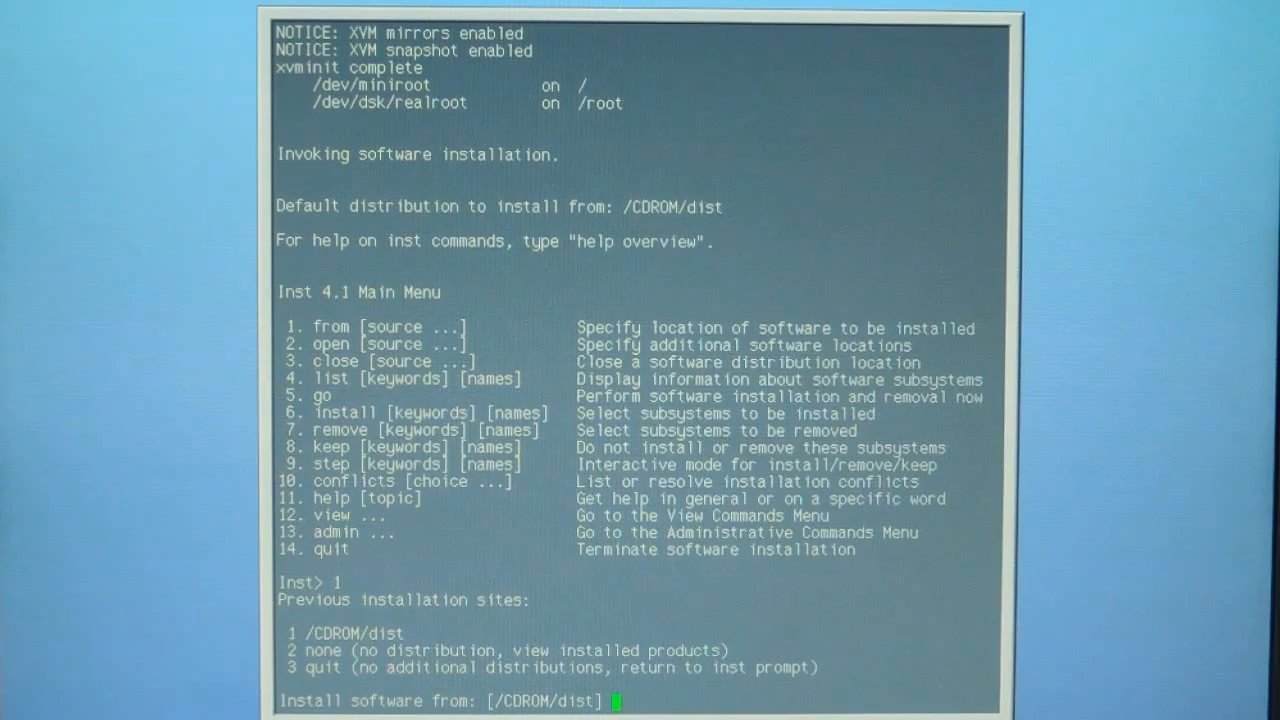 NOTICE: XVM mirrors enabled
NOTICE: XVM snapshot enabled
xvminit complete
/dev/miniroot on /
/dev/dsk/realroot on /root
Invoking software installation.
Default distribution to install from: /CDROM/dist
For help on inst commands, type "help overview".
Inst 4.1 Main Menu
1. from [source ...] Specify location of software to be installed
2. open [source ...] Specify additional software locations
3. close [source ...] Close a software distribution location
4. list [keywords] [names] Display information about software subsystems
5. go Perform software installation and removal now
6. install [keywords] [names] Select subsystems to be installed
7. remove [keywords] [names] Select subsystems to be removed
8. keep [keywords] [names] Do not install or remove these subsystems
9. step [keywords] [names] Interactive mode for install/remove/keep
10. conflicts [choice ...] List or resolve installation conflicts
11. help [topic] Get help in general or on a specific word
12. view ... Go to the View Commands Menu
13. admin ... Go to the Administrative Commands Menu
14. quit Terminate software installation
Inst> 1
Previous installation sites:
1 /CDROM/dist
2 none (no distribution, view installed products)
3 quit (no additional distributions, return to inst prompt)
Install software from: [/CDROM/dist]